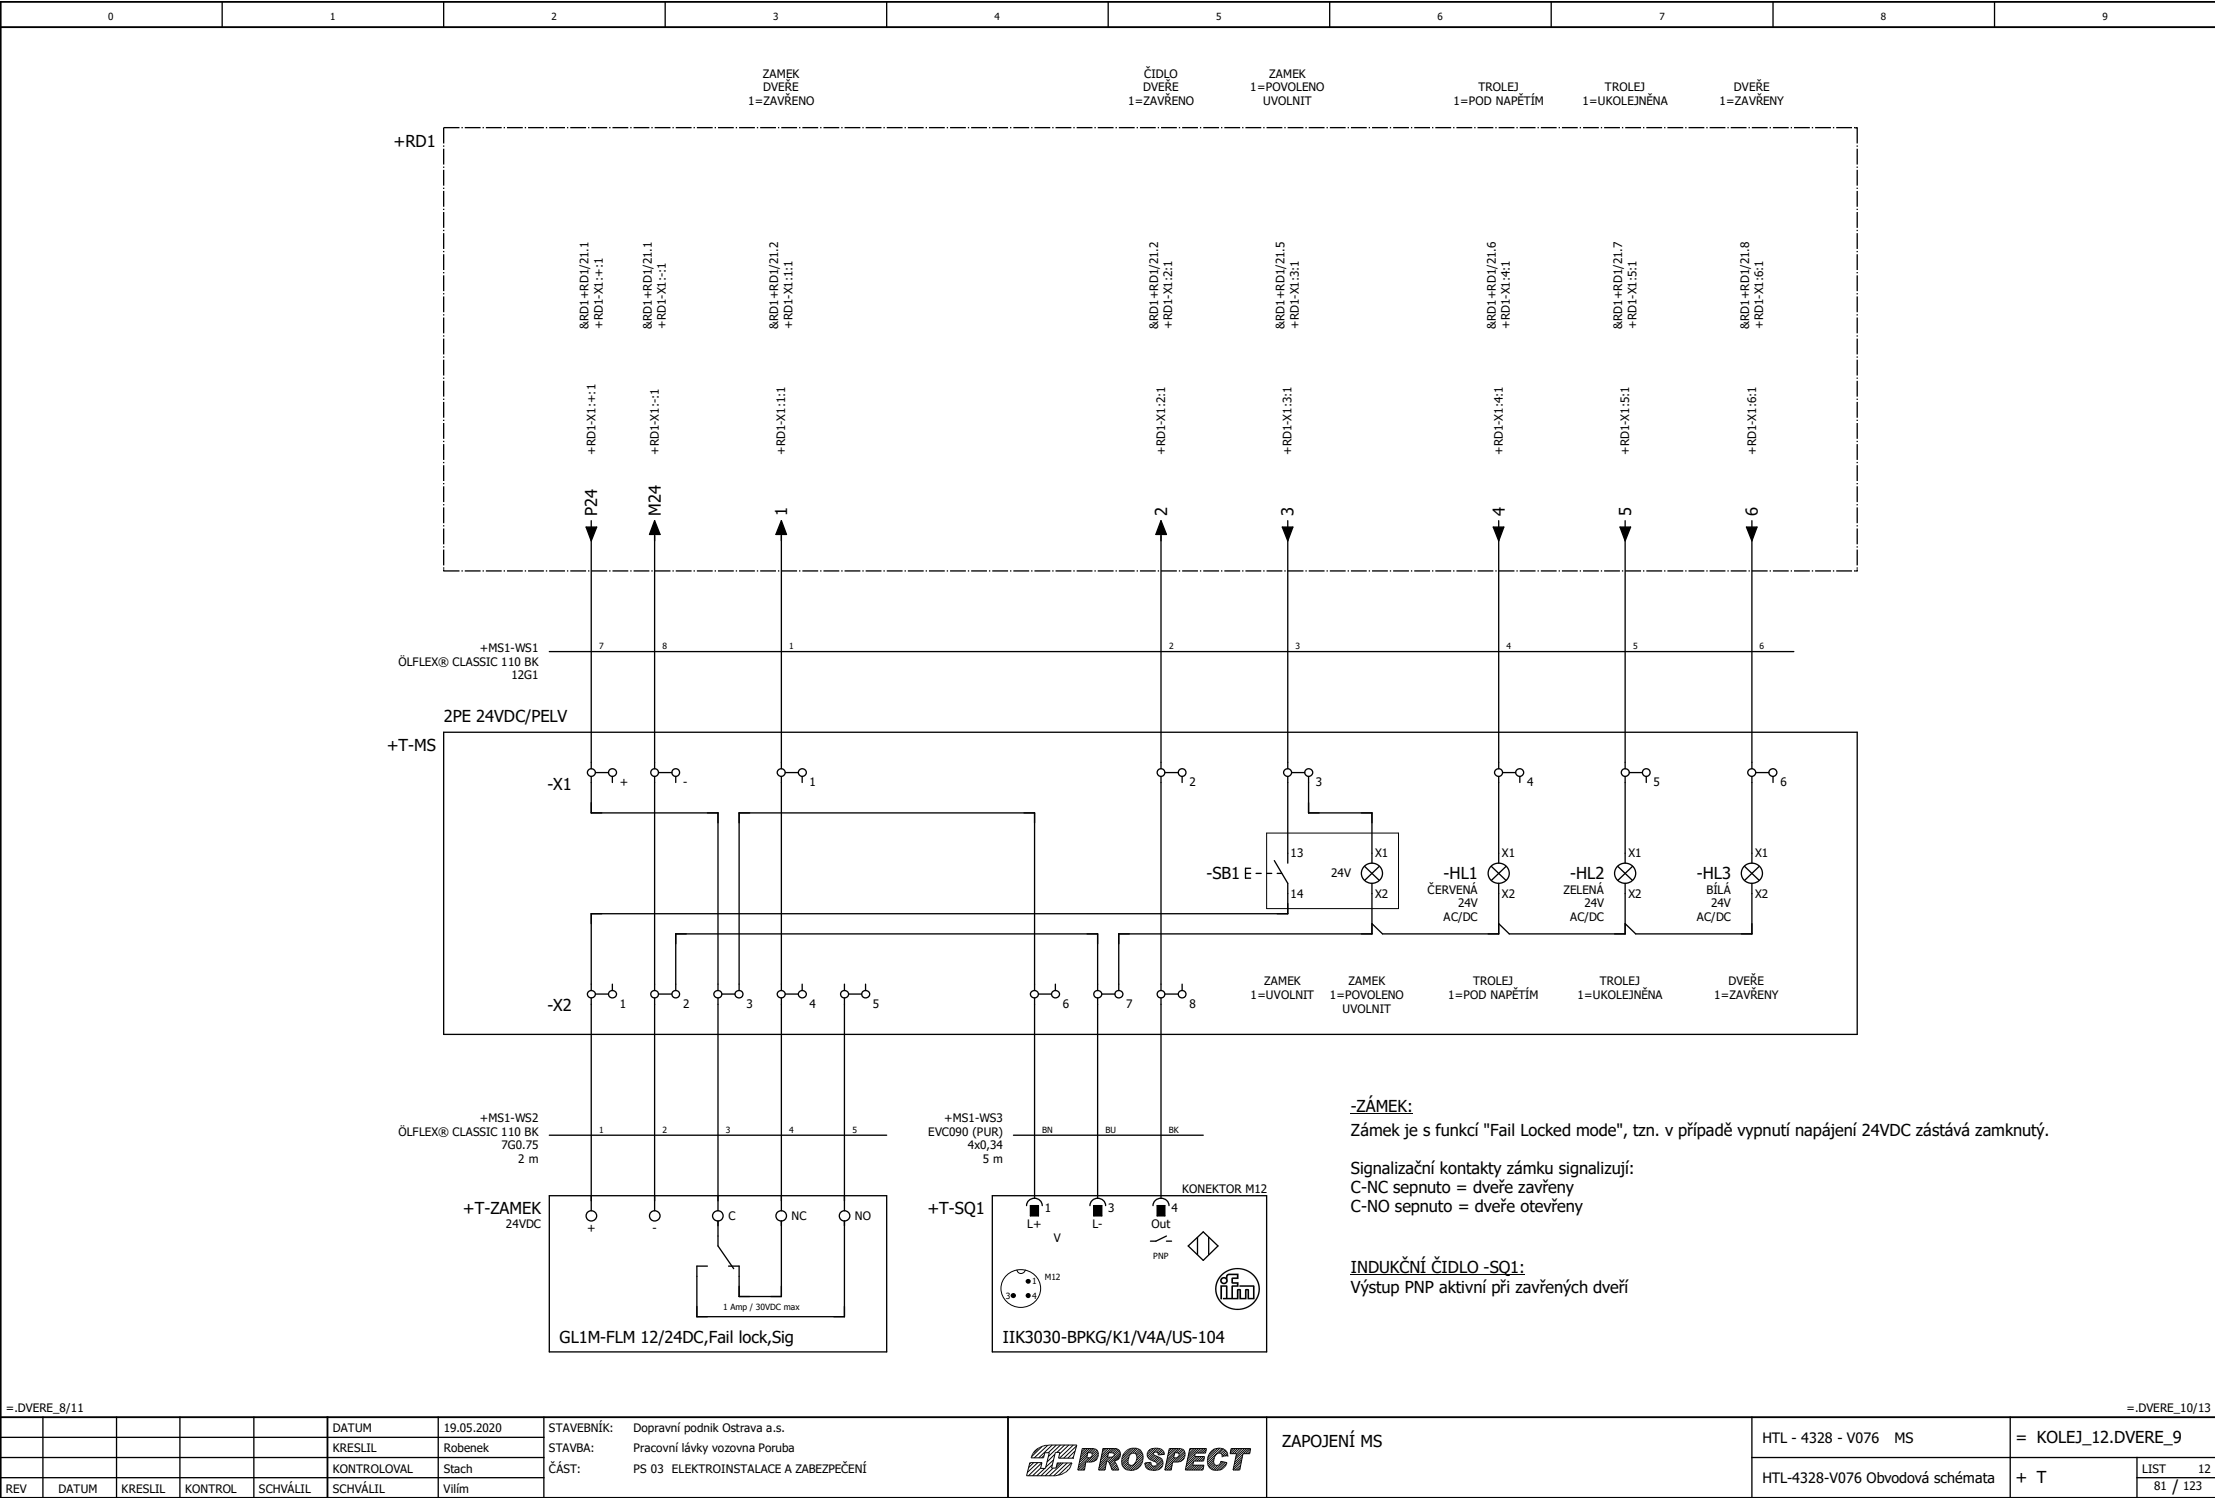 0 1 2 3 4 5 6 7 8 9
ZAMEK
DVEŘE
1=ZAVŘENO
ČIDLO
DVEŘE
1=ZAVŘENO
ZAMEK
1=POVOLENO
UVOLNIT
TROLEJ
1=POD NAPĚTÍM
TROLEJ
1=UKOLEJNĚNA
DVEŘE
1=ZAVŘENY
+RD1
&RD1+RD1/21.1
+RD1-X1:+:1
&RD1+RD1/21.1
+RD1-X1:-:1
&RD1+RD1/21.2
+RD1-X1:1:1
&RD1+RD1/21.2
+RD1-X1:2:1
&RD1+RD1/21.5
+RD1-X1:3:1
&RD1+RD1/21.6
+RD1-X1:4:1
&RD1+RD1/21.7
+RD1-X1:5:1
&RD1+RD1/21.8
+RD1-X1:6:1
+RD1-X1:+:1
+RD1-X1:-:1
+RD1-X1:1:1
+RD1-X1:2:1
+RD1-X1:3:1
+RD1-X1:4:1
+RD1-X1:5:1
+RD1-X1:6:1
P24 M24 1 2 3 4 5 6
+MS1-WS1
ÖLFLEX® CLASSIC 110 BK
12G1
7 8 1 2 3 4 5 6
2PE 24VDC/PELV
+T-MS
-X1 + - 1 2 3 4 5 6
-SB1 E 13 14 24V X1 X2
-HL1
ČERVENÁ
24V
AC/DC
X1
X2
-HL2
ZELENÁ
24V
AC/DC
X1
X2
-HL3
BÍLÁ
24V
AC/DC
X1
X2
-X2 1 2 3 4 5 6 7 8
ZAMEK
1=UVOLNIT
ZAMEK
1=POVOLENO
UVOLNIT
TROLEJ
1=POD NAPĚTÍM
TROLEJ
1=UKOLEJNĚNA
DVEŘE
1=ZAVŘENY
+MS1-WS2
ÖLFLEX® CLASSIC 110 BK
7G0.75
2 m
1 2 3 4 5
+MS1-WS3
EVC090 (PUR)
4x0,34
5 m
BN BU BK
+T-ZAMEK
24VDC
+ - C NC NO
1 Amp / 30VDC max
GL1M-FLM 12/24DC,Fail lock,Sig
+T-SQ1
KONEKTOR M12
1 3 4
L+ L- Out
V
PNP
M12
1
3 4
ifm
IIK3030-BPKG/K1/V4A/US-104
-ZÁMEK:
Zámek je s funkcí "Fail Locked mode", tzn. v případě vypnutí napájení 24VDC zástává zamknutý.
Signalizační kontakty zámku signalizují:
C-NC sepnuto = dveře zavřeny
C-NO sepnuto = dveře otevřeny
INDUKČNÍ ČIDLO -SQ1:
Výstup PNP aktivní při zavřených dveří
=.DVERE_8/11
=.DVERE_10/13
DATUM 19.05.2020
KRESLIL Robenek
KONTROLOVAL Stach
REV DATUM KRESLIL KONTROL SCHVÁLIL SCHVÁLIL Vilím
STAVEBNÍK: Dopravní podnik Ostrava a.s.
STAVBA: Pracovní lávky vozovna Poruba
ČÁST: PS 03 ELEKTROINSTALACE A ZABEZPEČENÍ
PROSPECT
ZAPOJENÍ MS
HTL - 4328 - V076 MS
HTL-4328-V076 Obvodová schémata
= KOLEJ_12.DVERE_9
+ T
LIST 12
81 / 123